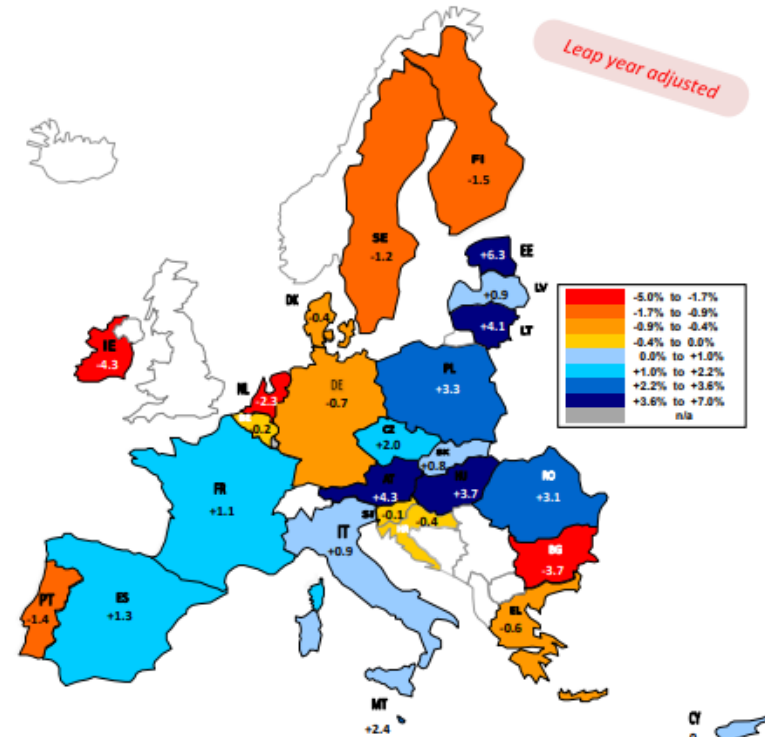 Leap year adjusted
FI
-1.5
SE
-1.2
+6.3
EE
+0.9
LV
+4.1
LT
DK
-0.4
-5.0% to -1.7%
-1.7% to -0.9%
-0.9% to -0.4%
-0.4% to 0.0%
0.0% to +1.0%
+1.0% to +2.2%
+2.2% to +3.6%
+3.6% to +7.0%
n/a
IE
-4.3
NL
-2.3
DE
-0.7
PL
+3.3
0.2
CZ
+2.0
SK
+0.8
FR
+1.1
AT
+4.3
+3.7
RO
+3.1
SI
-0.1
-0.4
IT
+0.9
BG
-3.7
PT
-1.4
ES
+1.3
EL
-0.6
MT
+2.4
CY